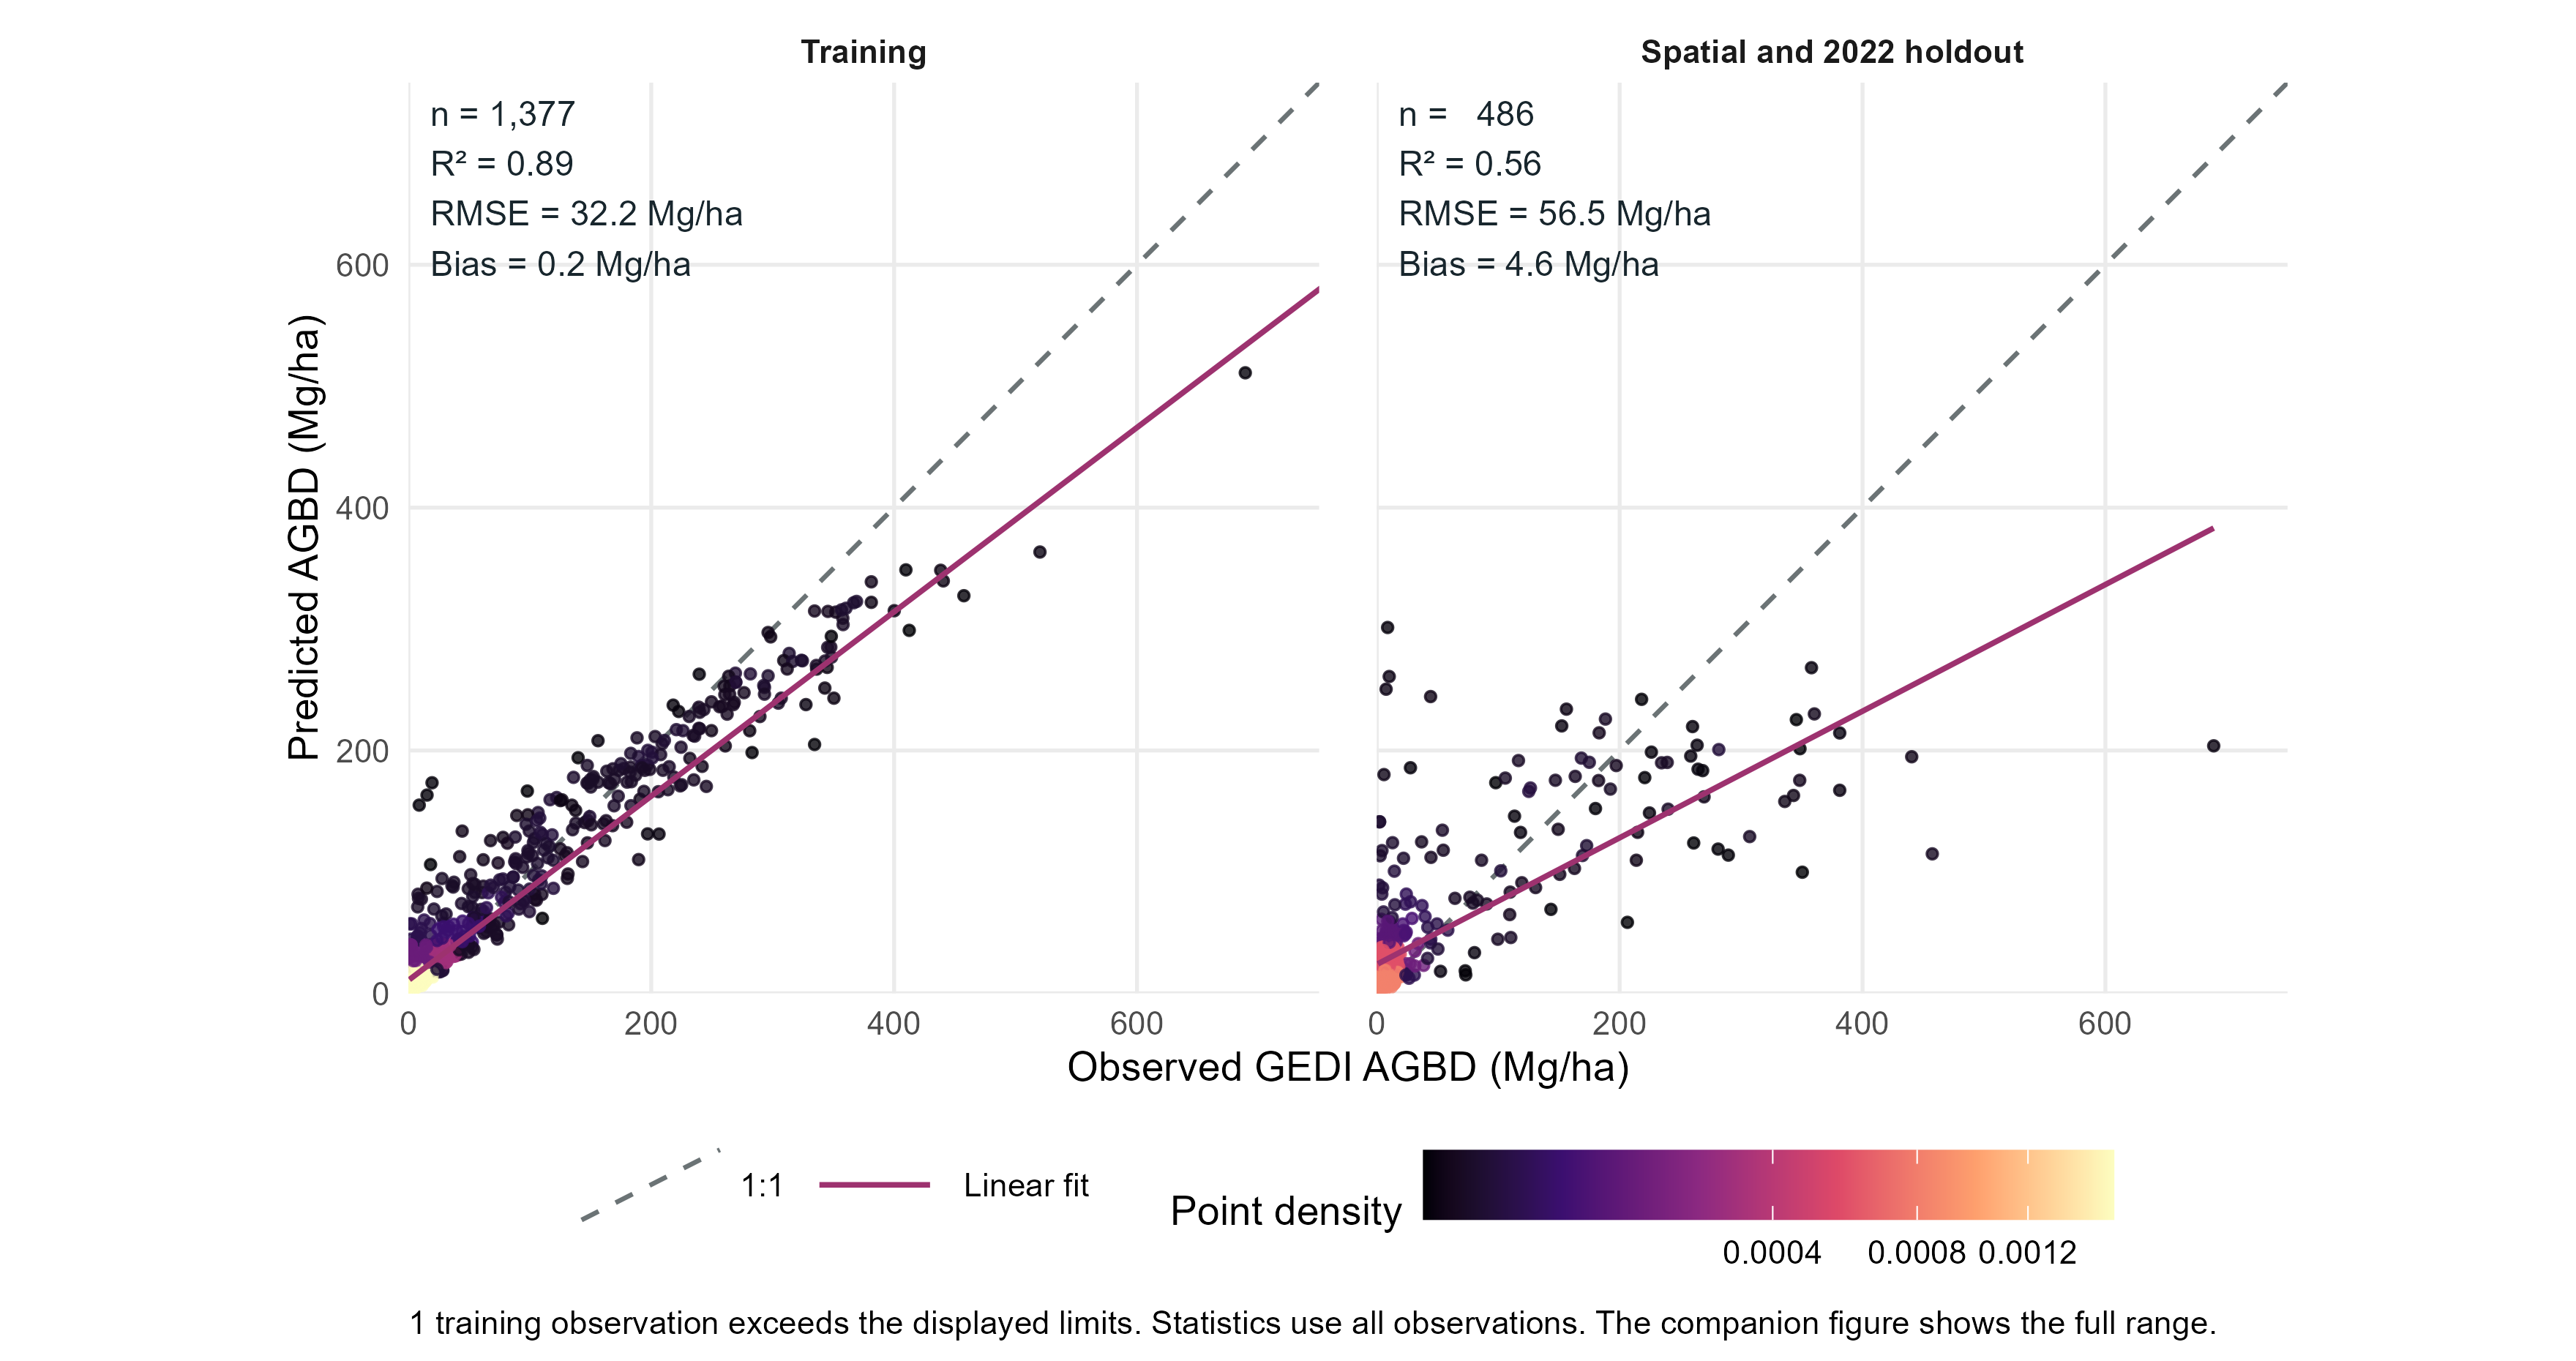 Training
n = 1,377
R² = 0.89
RMSE = 32.2 Mg/ha
Bias = 0.2 Mg/ha
Spatial and 2022 holdout
n =   486
R² = 0.56
RMSE = 56.5 Mg/ha
Bias = 4.6 Mg/ha
Predicted AGBD (Mg/ha)
600
400
200
0
0 200 400 600
0 200 400 600
Observed GEDI AGBD (Mg/ha)
1:1 Linear fit
Point density
0.0004 0.0008 0.0012
1 training observation exceeds the displayed limits. Statistics use all observations. The companion figure shows the full range.